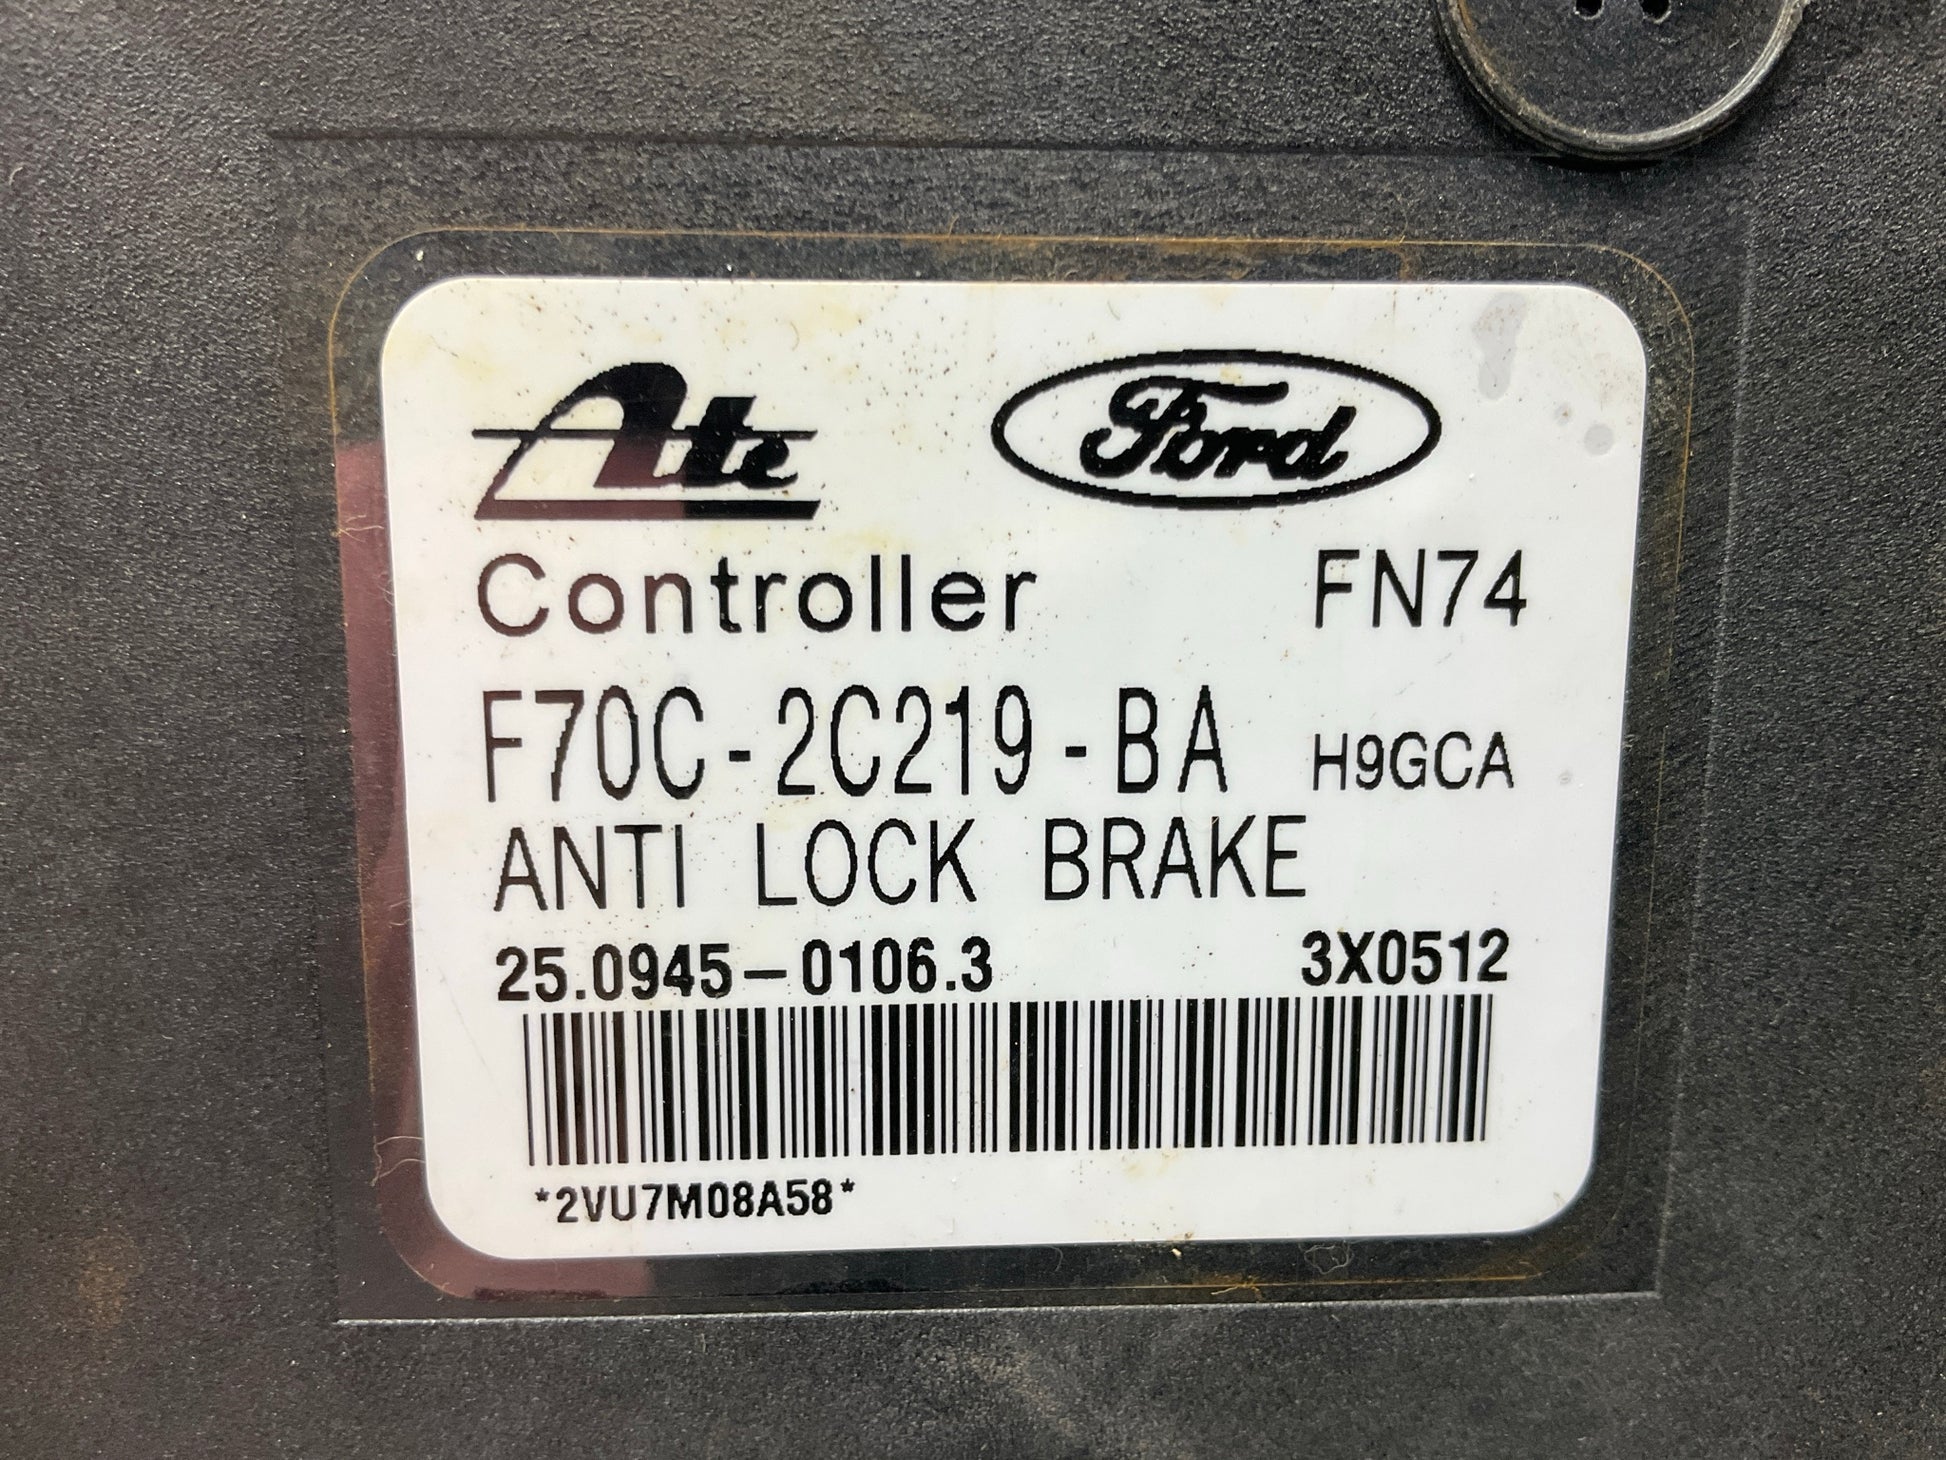 Ate Ford
Controller FN74
F70C-2C219-BA H9GCA
ANTI LOCK BRAKE
25.0945-0106.3 3X0512
*2VU7M08A58*